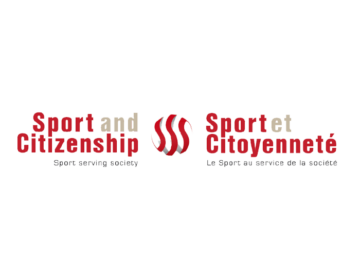 Sport and
Citizenship
Sport serving society
Sport et
Citoyenneté
Le Sport au service de la société